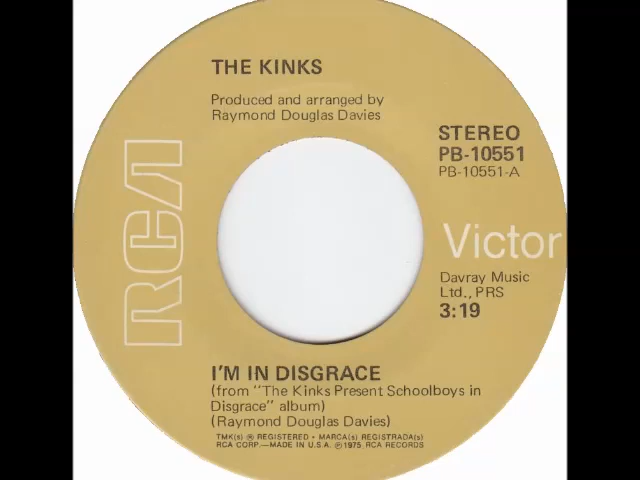 THE KINKS
Produced and arranged by
Raymond Douglas Davies
STEREO
PB-10551
PB-10551-A
RCA
Victor
Davray Music
Ltd., PRS
3:19
I'M IN DISGRACE
(from "The Kinks Present Schoolboys in
Disgrace" album)
(Raymond Douglas Davies)
TMK(s) ® REGISTERED • MARCA(s) REGISTRADA(s)
RCA CORP.—MADE IN U.S.A. ℗1975 RCA RECORDS